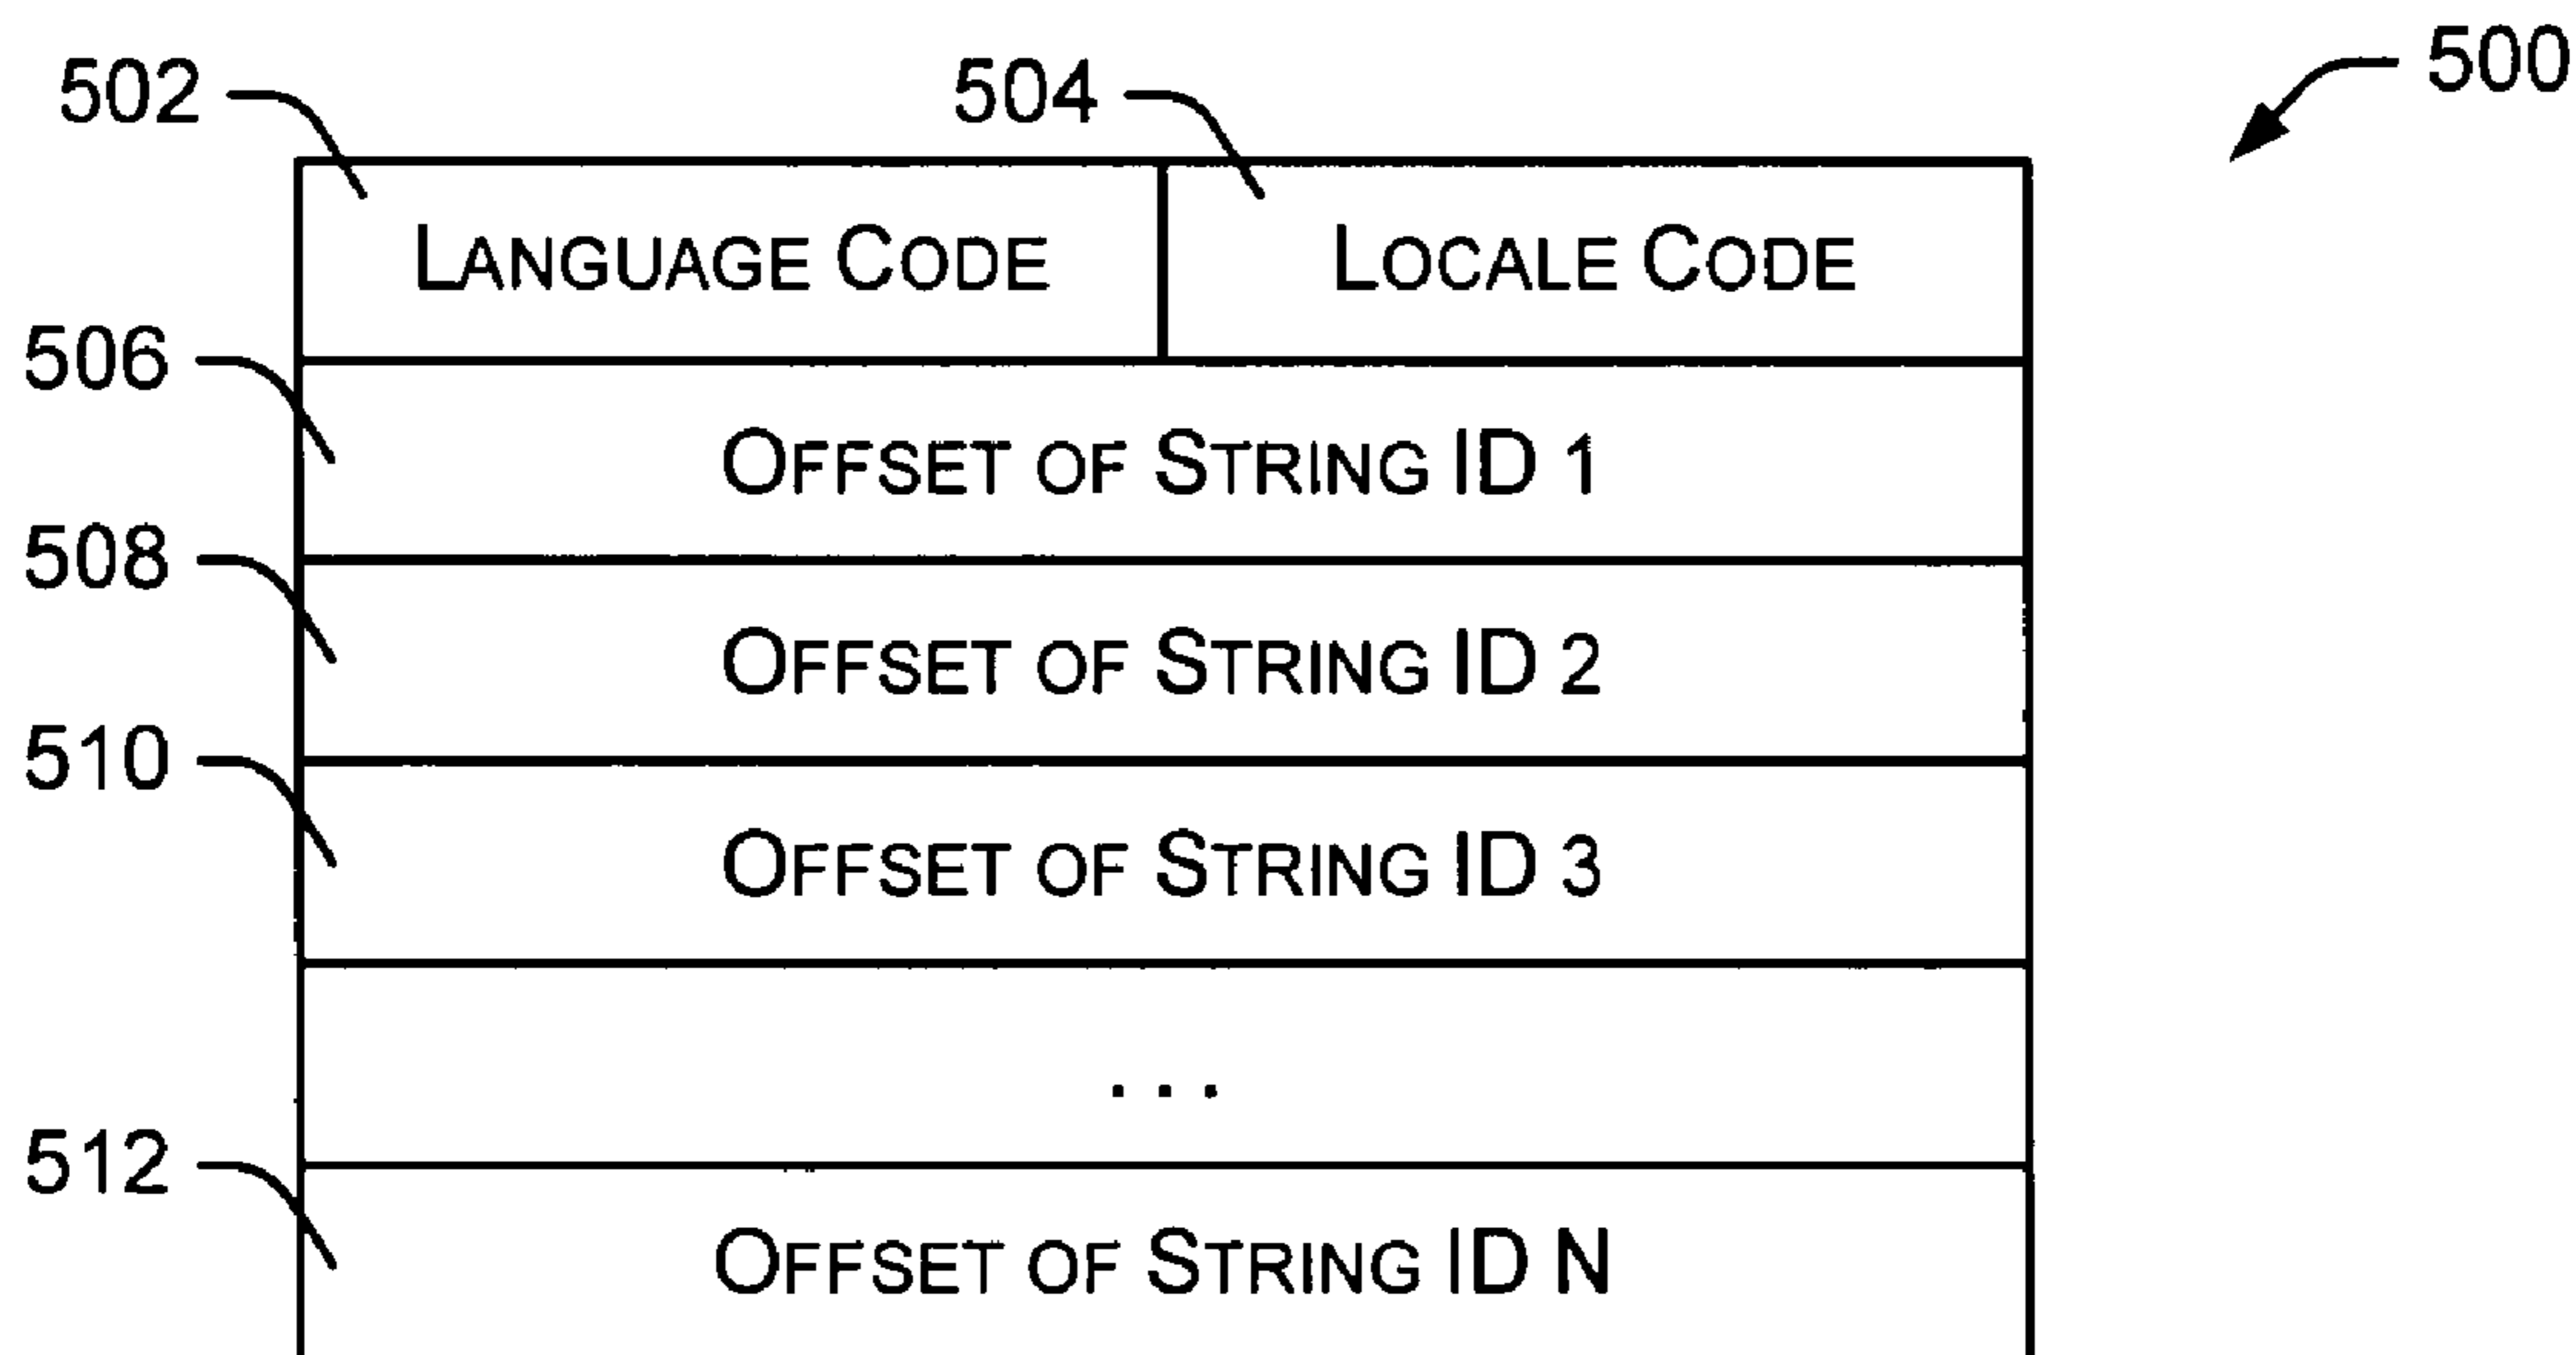 500
502 504
LANGUAGE CODE LOCALE CODE
506
OFFSET OF STRING ID 1
508
OFFSET OF STRING ID 2
510
OFFSET OF STRING ID 3
...
512
OFFSET OF STRING ID N